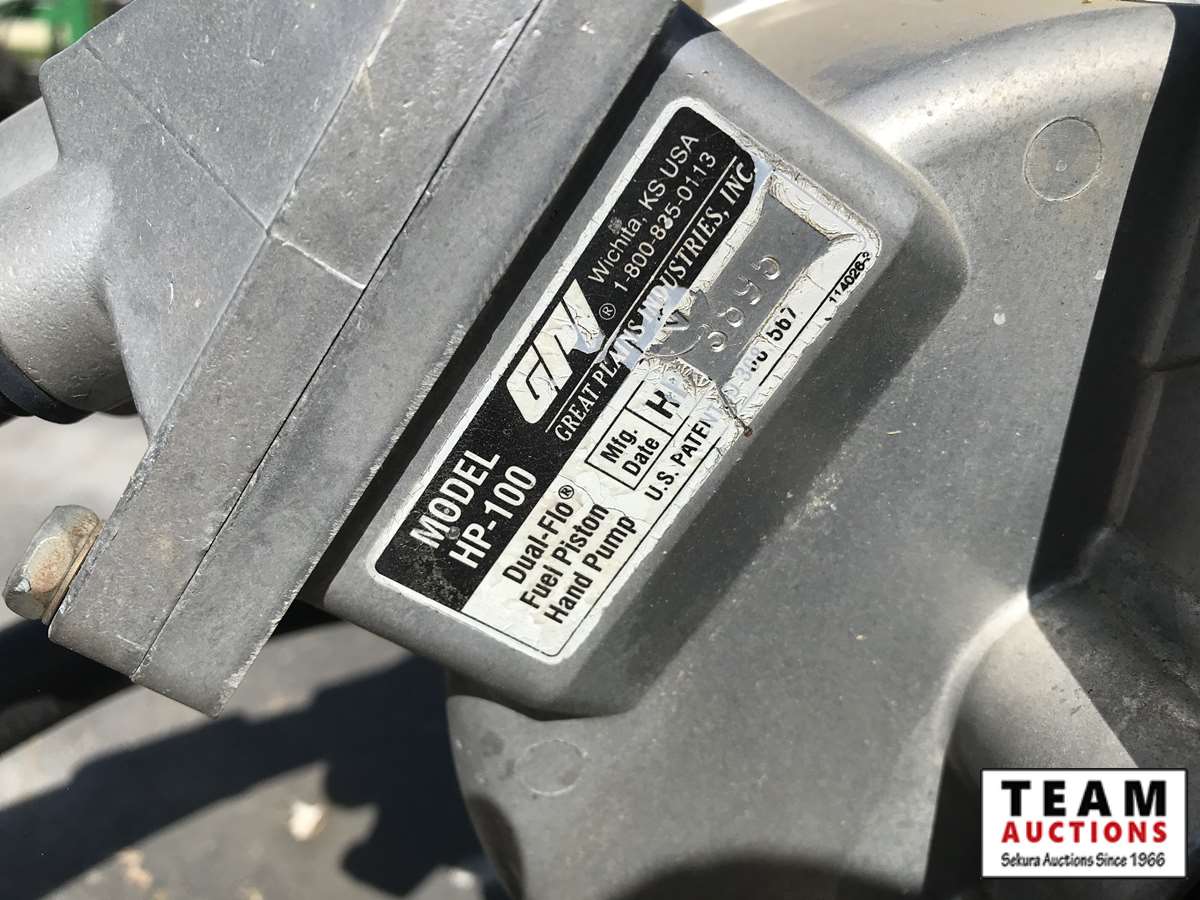 MODEL
HP-100
GPI®
Wichita, KS USA
1-800-835-0113
GREAT PLAINS INDUSTRIES, INC.
Dual-Flo®
Fuel Piston
Hand Pump
Mfg.
Date
H
U.S. PATENT
567
TEAM
AUCTIONS
Sekura Auctions Since 1966